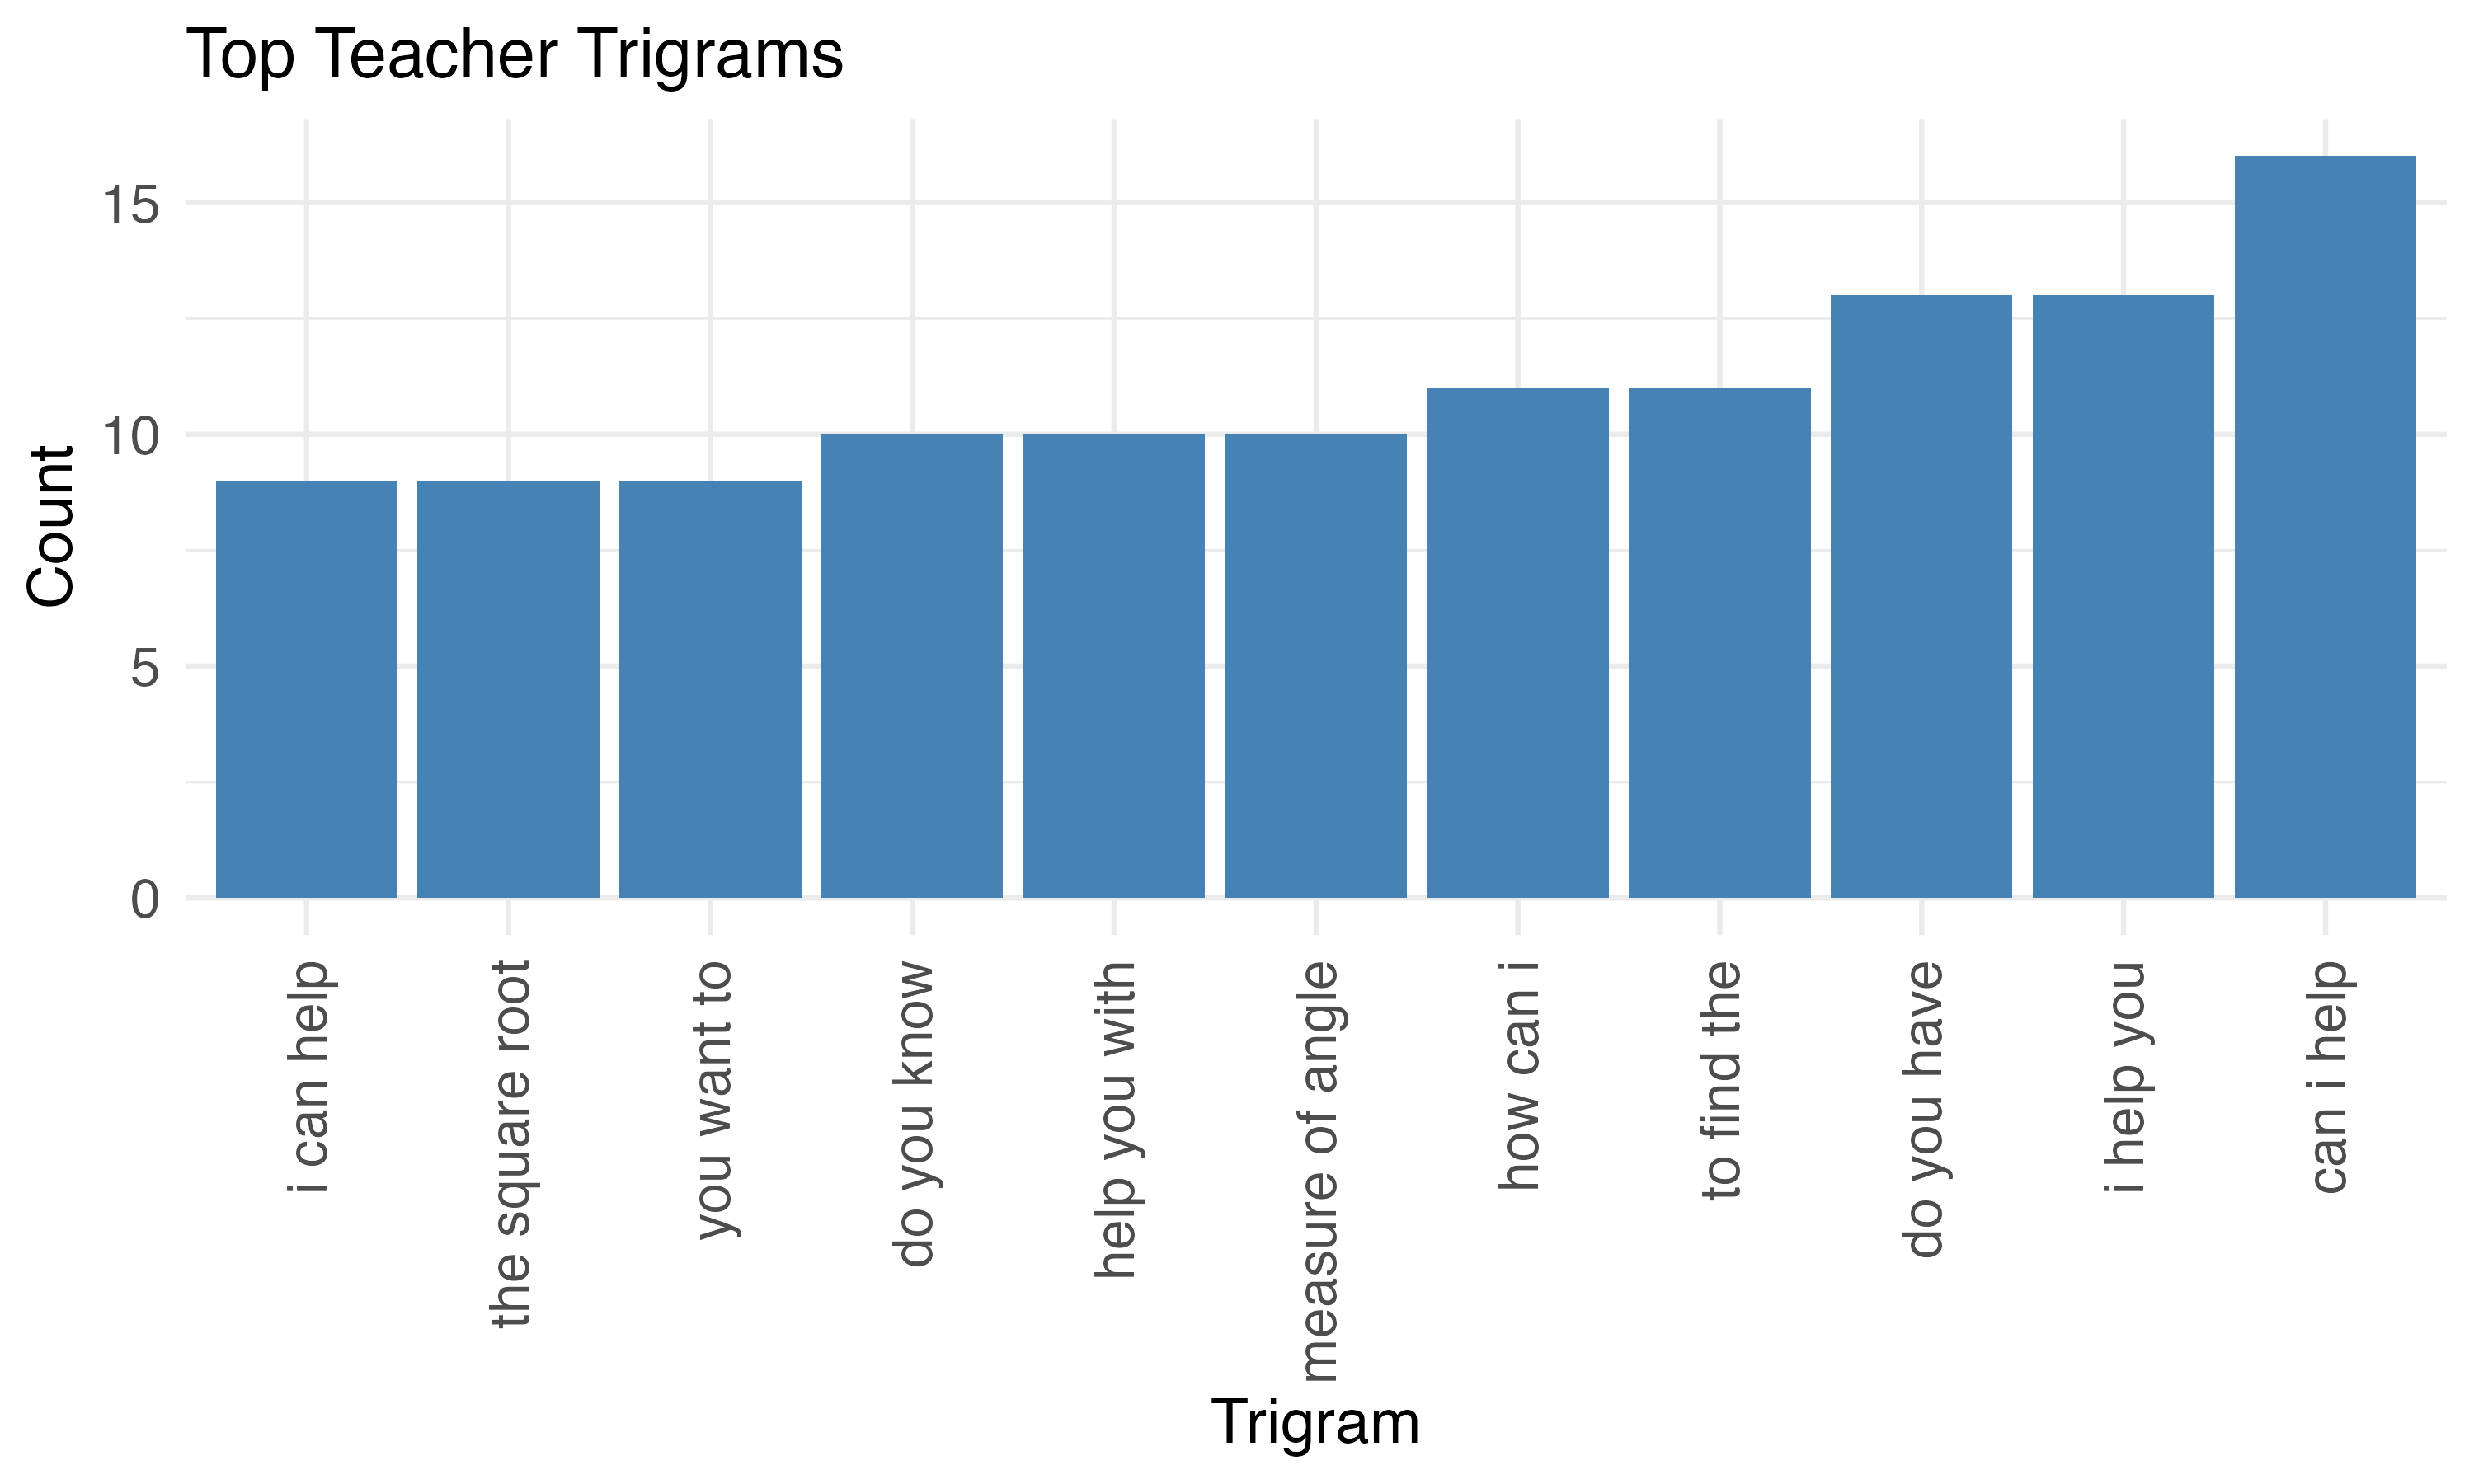 Top Teacher Trigrams
Count
15
10
5
0
i can help
the square root
you want to
do you know
help you with
measure of angle
how can i
to find the
do you have
i help you
can i help
Trigram